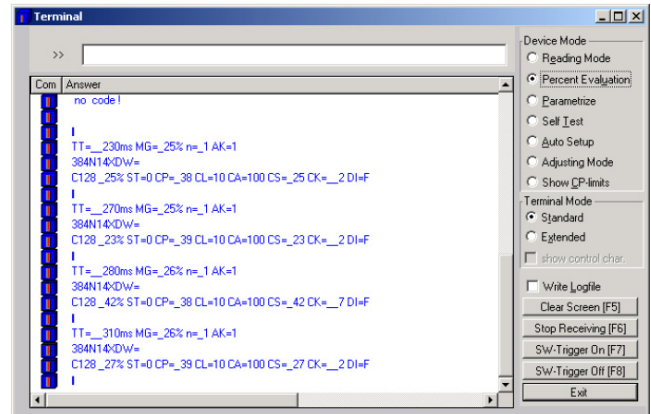 Terminal
>>
Com Answer
no code!
I
TT=__230ms MG=_25% n=_1 AK=1
384N14XDW=
C128 _25% ST=0 CP=_38 CL=10 CA=100 CS=_25 CK=__2 DI=F
I
TT=__270ms MG=_25% n=_1 AK=1
384N14XDW=
C128 _23% ST=0 CP=_39 CL=10 CA=100 CS=_23 CK=__2 DI=F
I
TT=__280ms MG=_26% n=_1 AK=1
C128 _42% ST=0 CP=_38 CL=10 CA=100 CS=_42 CK=__7 DI=F
I
TT=__310ms MG=_26% n=_1 AK=1
384N14XDW=
C128 _27% ST=0 CP=_39 CL=10 CA=100 CS=_27 CK=__2 DI=F
I
Device Mode
Reading Mode
Percent Evaluation
Parametrize
Self Test
Auto Setup
Adjusting Mode
Show CP-limits
Terminal Mode
Standard
Extended
show control char.
Write Logfile
Clear Screen [F5]
Stop Receiving [F6]
SW-Trigger On [F7]
SW-Trigger Off [F8]
Exit